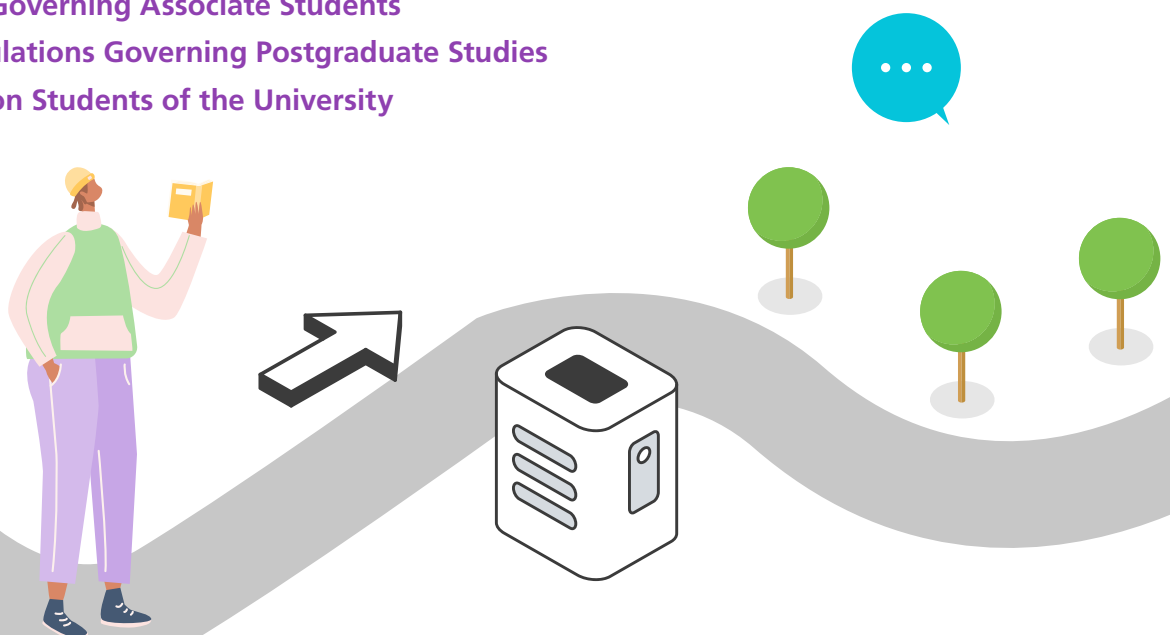 Governing Associate Students
lations Governing Postgraduate Studies
on Students of the University